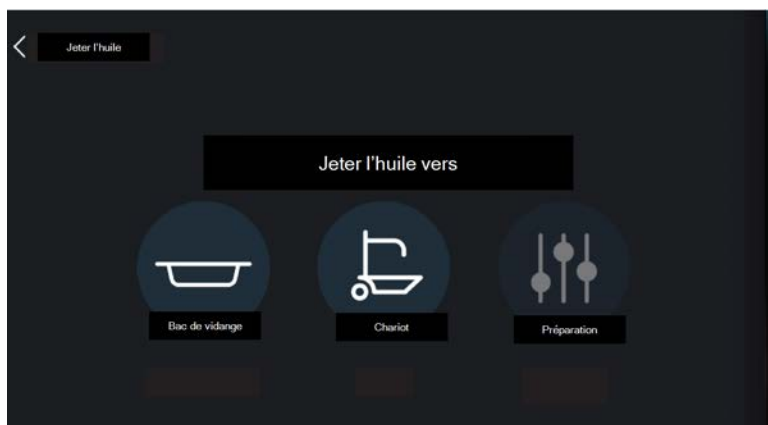 Jeter l'huile
Jeter l'huile vers
Bac de vidange
Chariot
Préparation